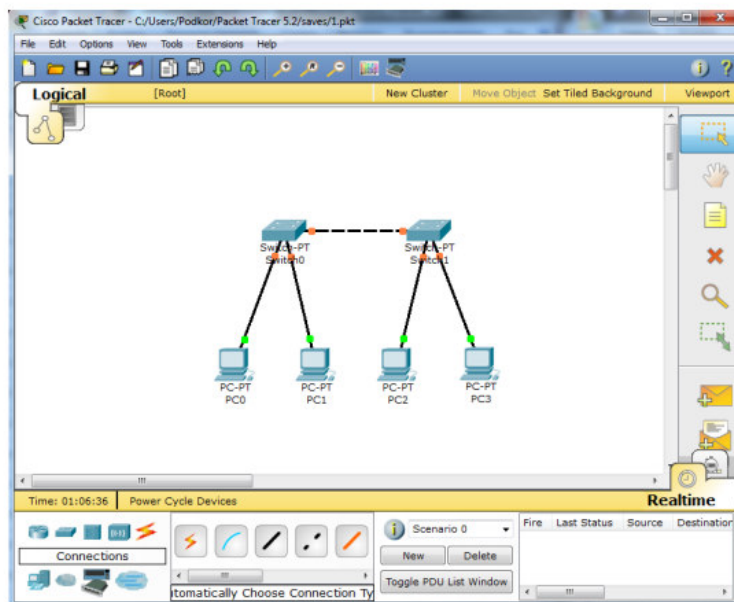 Cisco Packet Tracer - C:/Users/Podkor/Packet Tracer 5.2/saves/1.pkt
File Edit Options View Tools Extensions Help
Logical [Root] New Cluster Move Object Set Tiled Background Viewport
Switch-PT Switch-PT
Switch0 Switch1
PC-PT PC-PT PC-PT PC-PT
PC0 PC1 PC2 PC3
Time: 01:06:36 Power Cycle Devices Realtime
Scenario 0 Fire Last Status Source Destination
Connections New Delete
Toggle PDU List Window
utomatically Choose Connection Ty